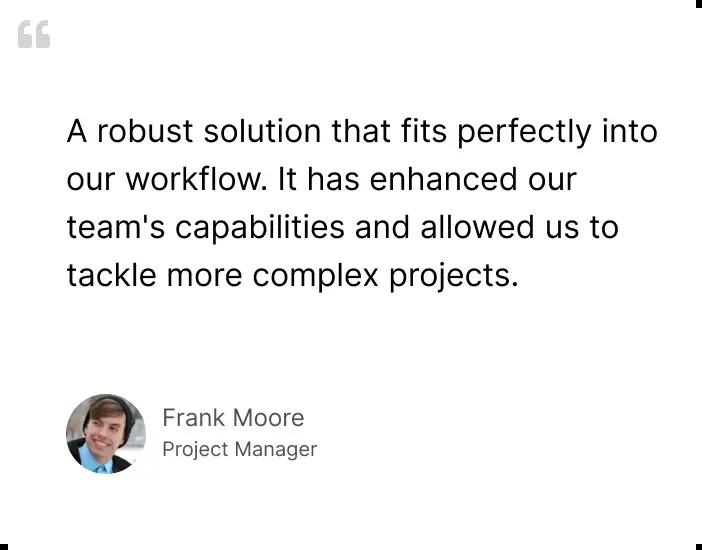 “
A robust solution that fits perfectly into
our workflow. It has enhanced our
team's capabilities and allowed us to
tackle more complex projects.
Frank Moore
Project Manager